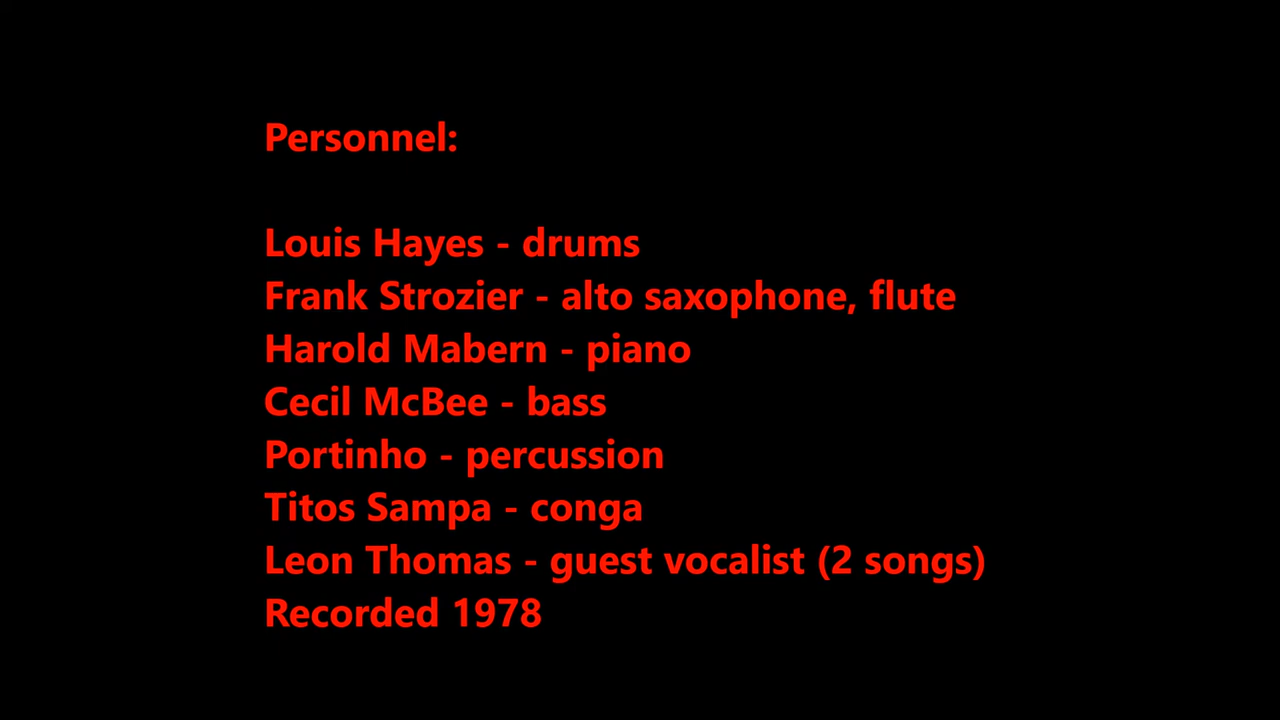 Personnel:
Louis Hayes - drums
Frank Strozier - alto saxophone, flute
Harold Mabern - piano
Cecil McBee - bass
Portinho - percussion
Titos Sampa - conga
Leon Thomas - guest vocalist (2 songs)
Recorded 1978